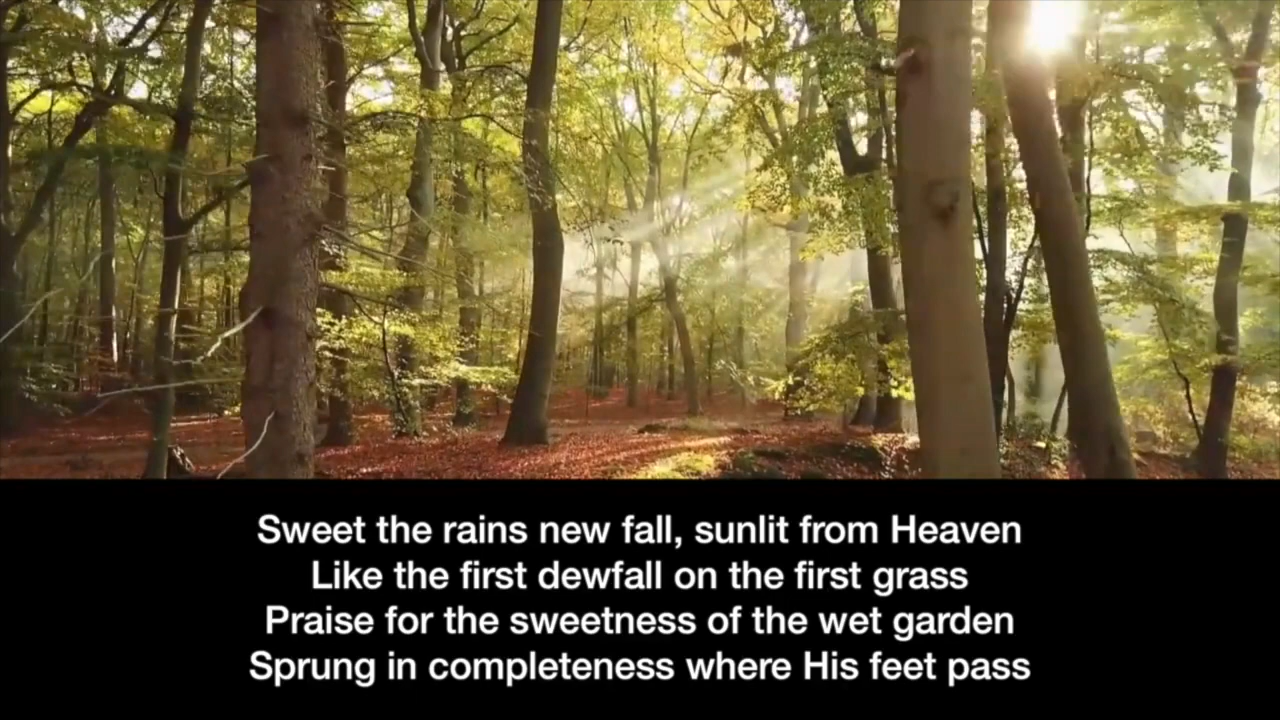 Sweet the rains new fall, sunlit from Heaven
Like the first dewfall on the first grass
Praise for the sweetness of the wet garden
Sprung in completeness where His feet pass